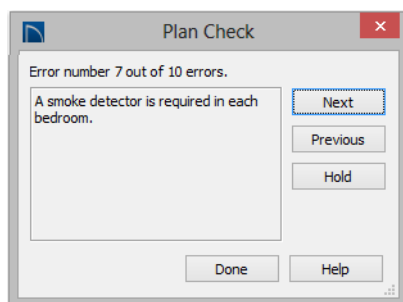 Plan Check
Error number 7 out of 10 errors.
A smoke detector is required in each
bedroom.
Next
Previous
Hold
Done
Help